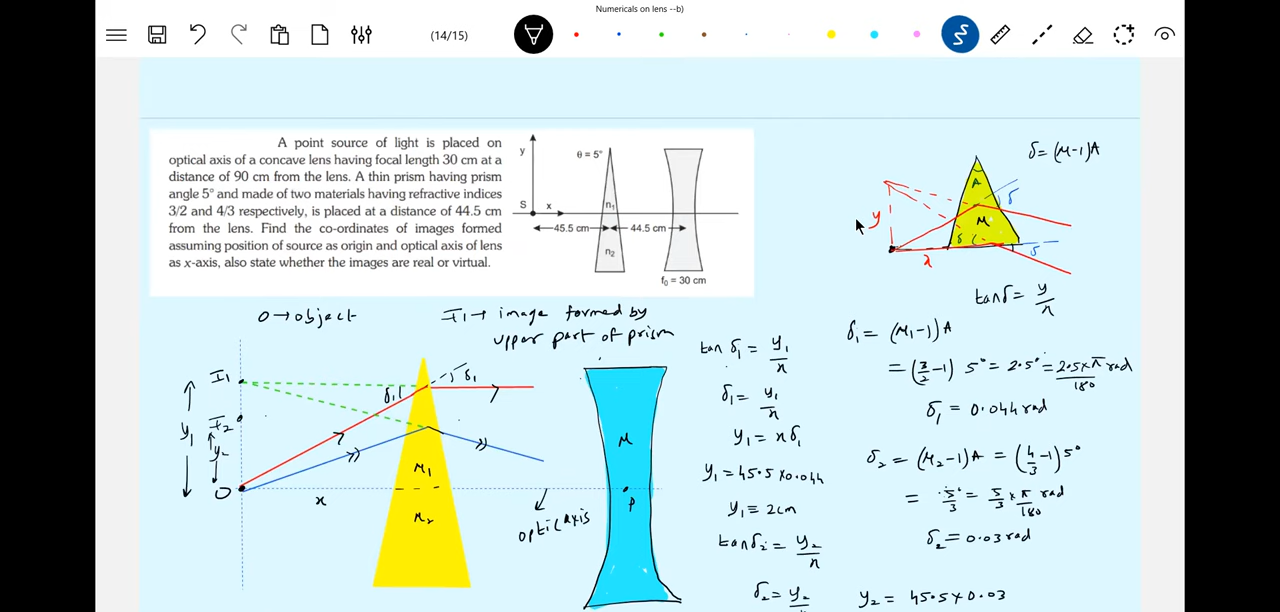 Numericals on lens --b)
(14/15)
A point source of light is placed on
optical axis of a concave lens having focal length 30 cm at a
distance of 90 cm from the lens. A thin prism having prism
angle 5° and made of two materials having refractive indices
3/2 and 4/3 respectively, is placed at a distance of 44.5 cm
from the lens. Find the co-ordinates of images formed
assuming position of source as origin and optical axis of lens
as x-axis, also state whether the images are real or virtual.
y
θ = 5°
S
x
n₁
45.5 cm
44.5 cm
n₂
f₀ = 30 cm
δ=(μ-1)A
A
δ
y
μ
δ
δ
x
tanδ = y/x
O → object
I₁ → image formed by
upper part of prism
I₁
δ₁
δ₁
y₁
I₂
y₂
O
x
μ₁
μ₂
optic axis
μ
P
tan δ₁ = y₁/x
δ₁ = y₁/x
y₁ = xδ₁
y₁ = 45.5 x 0.044
y₁ = 2cm
tanδ₂ = y₂/x
δ₂ = y₂
δ₁ = (μ₁-1)A
= (3/2 -1) 5° = 2.5° = 2.5 x π/180 rad
δ₁ = 0.044 rad
δ₂ = (μ₂-1)A = (4/3 -1) 5°
= 5°/3 = 5/3 x π/180 rad
δ₂ = 0.03 rad
y₂ = 45.5 x 0.03